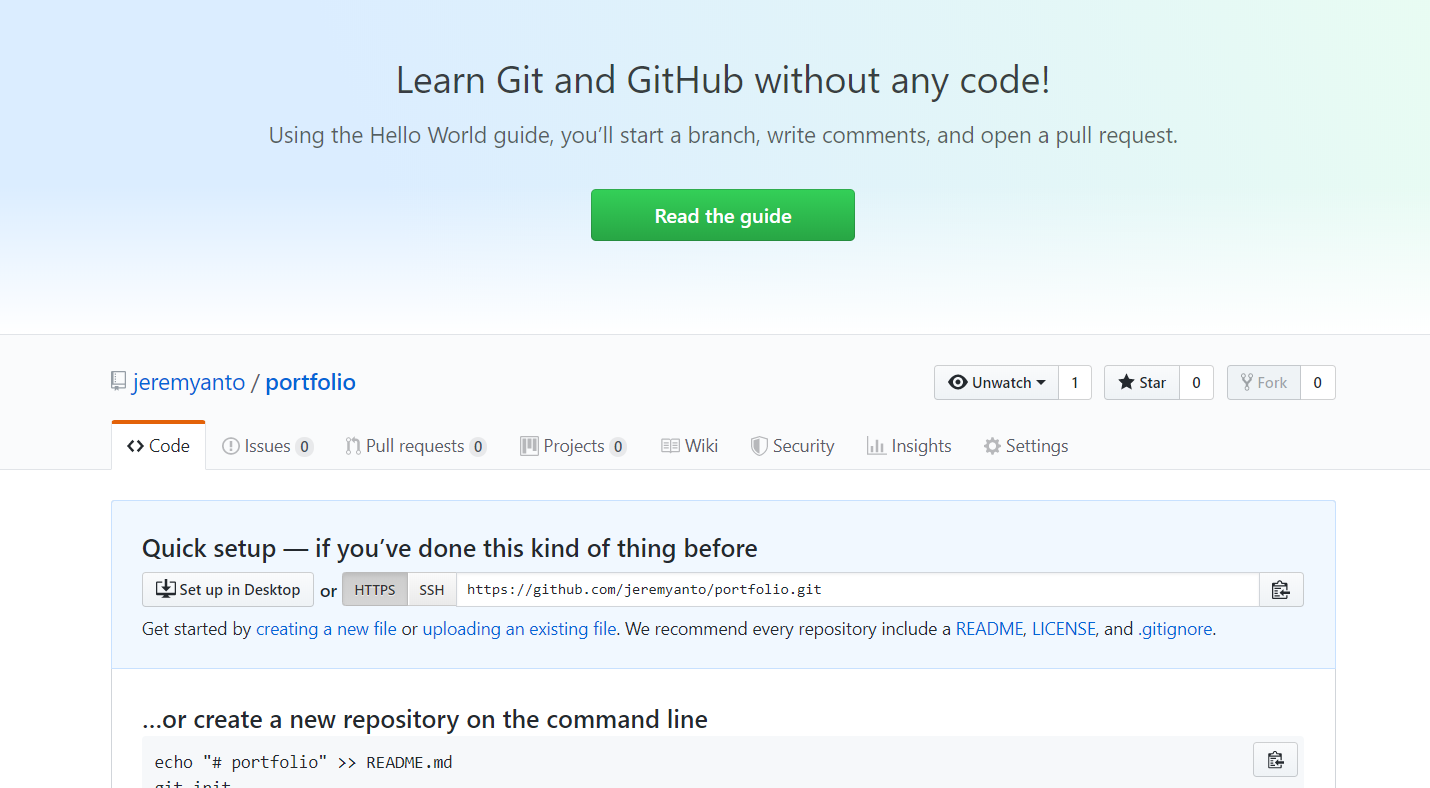 Learn Git and GitHub without any code!
Using the Hello World guide, you’ll start a branch, write comments, and open a pull request.
Read the guide
jeremyanto / portfolio
Unwatch 1 Star 0 Fork 0
Code Issues 0 Pull requests 0 Projects 0 Wiki Security Insights Settings
Quick setup — if you’ve done this kind of thing before
Set up in Desktop or HTTPS SSH https://github.com/jeremyanto/portfolio.git
Get started by creating a new file or uploading an existing file. We recommend every repository include a README, LICENSE, and .gitignore.
…or create a new repository on the command line
echo "# portfolio" >> README.md
git init